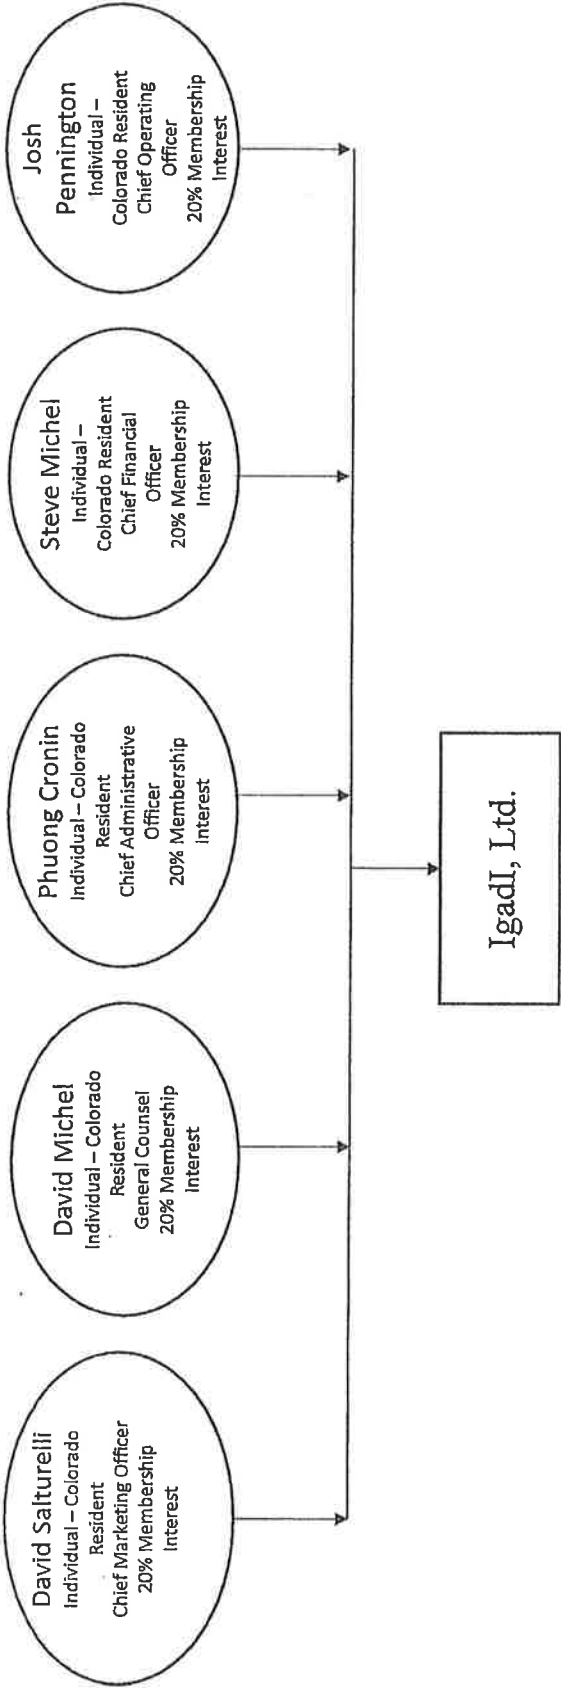 David Salturelli
Individual – Colorado
Resident
Chief Marketing Officer
20% Membership
Interest
David Michel
Individual – Colorado
Resident
General Counsel
20% Membership
Interest
Phuong Cronin
Individual – Colorado
Resident
Chief Administrative
Officer
20% Membership
Interest
Steve Michel
Individual –
Colorado Resident
Chief Financial
Officer
20% Membership
Interest
Josh
Pennington
Individual –
Colorado Resident
Chief Operating
Officer
20% Membership
Interest
IgadI, Ltd.